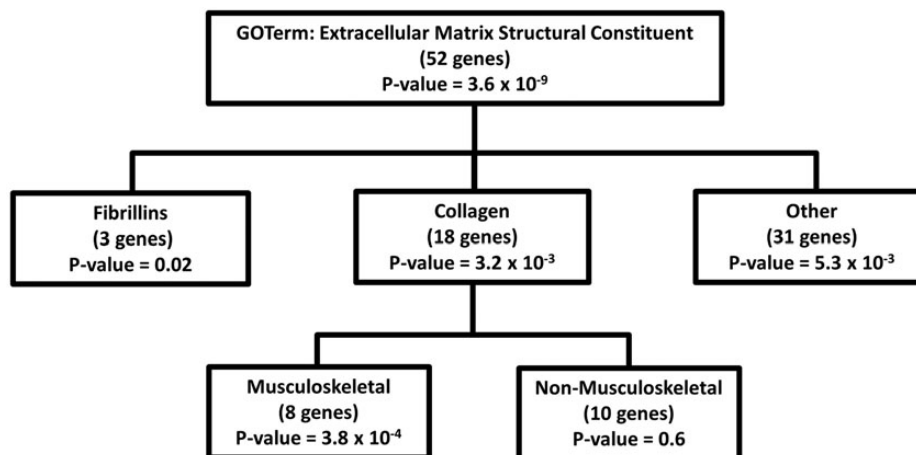 GOTerm: Extracellular Matrix Structural Constituent
(52 genes)
P-value = 3.6 x 10⁻⁹
Fibrillins
(3 genes)
P-value = 0.02
Collagen
(18 genes)
P-value = 3.2 x 10⁻³
Other
(31 genes)
P-value = 5.3 x 10⁻³
Musculoskeletal
(8 genes)
P-value = 3.8 x 10⁻⁴
Non-Musculoskeletal
(10 genes)
P-value = 0.6